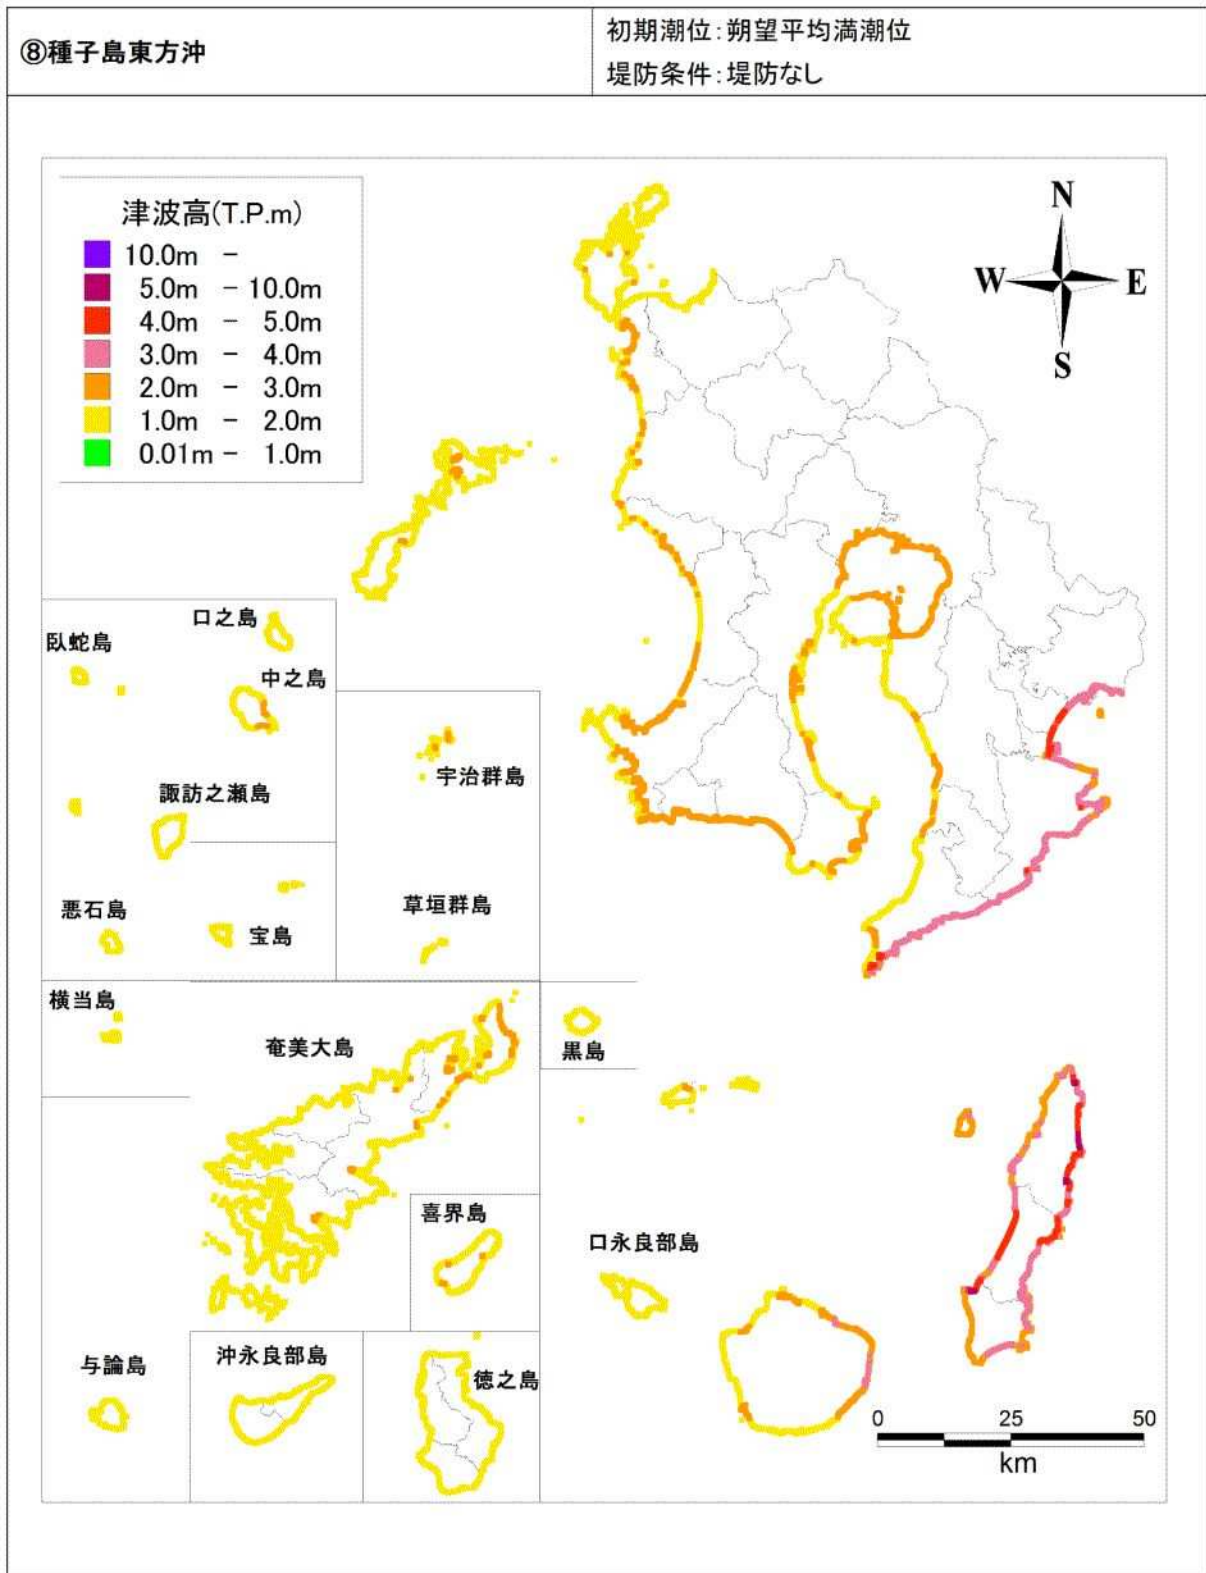 ⑧種子島東方沖
初期潮位:朔望平均満潮位
堤防条件:堤防なし
津波高(T.P.m)
10.0m －
5.0m － 10.0m
4.0m － 5.0m
3.0m － 4.0m
2.0m － 3.0m
1.0m － 2.0m
0.01m － 1.0m
N
W
E
S
口之島
臥蛇島
中之島
宇治群島
諏訪之瀬島
草垣群島
悪石島
宝島
横当島
奄美大島
黒島
喜界島
口永良部島
与論島
沖永良部島
徳之島
0 25 50
km